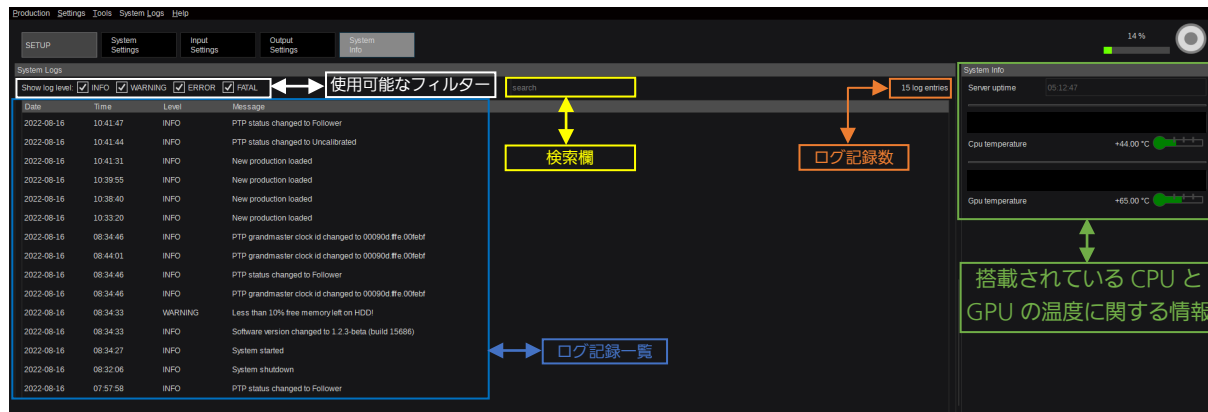 Production Settings Tools System Logs Help
SETUP
System Settings
Input Settings
Output Settings
System Info
14 %
System Logs
System Info
Show log level: INFO WARNING ERROR FATAL
使用可能なフィルター
search
15 log entries
Server uptime 05:12:47
Date Time Level Message
2022-08-16 10:41:47 INFO PTP status changed to Follower
2022-08-16 10:41:44 INFO PTP status changed to Uncalibrated
Cpu temperature +44.00 °C
2022-08-16 10:41:31 INFO New production loaded
検索欄
ログ記録数
2022-08-16 10:39:55 INFO New production loaded
2022-08-16 10:38:40 INFO New production loaded
Gpu temperature +65.00 °C
2022-08-16 10:33:20 INFO New production loaded
2022-08-16 08:34:46 INFO PTP grandmaster clock id changed to 00090d.fffe.00febf
2022-08-16 08:44:01 INFO PTP grandmaster clock id changed to 00090d.fffe.00febf
2022-08-16 08:34:46 INFO PTP status changed to Follower
2022-08-16 08:34:46 INFO PTP grandmaster clock id changed to 00090d.fffe.00febf
搭載されている CPU と
GPU の温度に関する情報
2022-08-16 08:34:33 WARNING Less than 10% free memory left on HDD!
2022-08-16 08:34:33 INFO Software version changed to 1.2.3-beta (build 15686)
2022-08-16 08:34:27 INFO System started
ログ記録一覧
2022-08-16 08:32:06 INFO System shutdown
2022-08-16 07:57:58 INFO PTP status changed to Follower